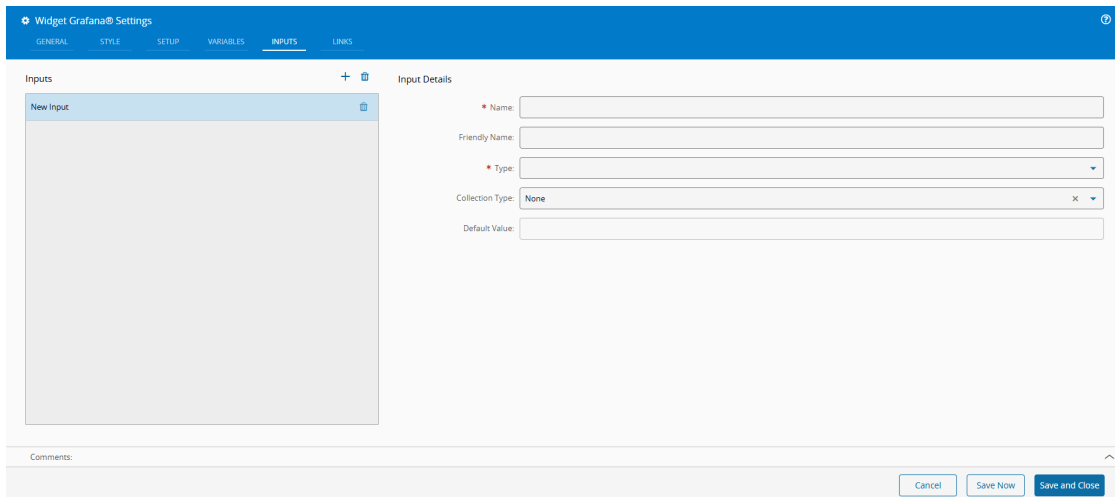 Widget Grafana® Settings
GENERAL STYLE SETUP VARIABLES INPUTS LINKS
Inputs
New Input
Input Details
* Name:
Friendly Name:
* Type:
Collection Type: None
Default Value:
Comments:
Cancel Save Now Save and Close